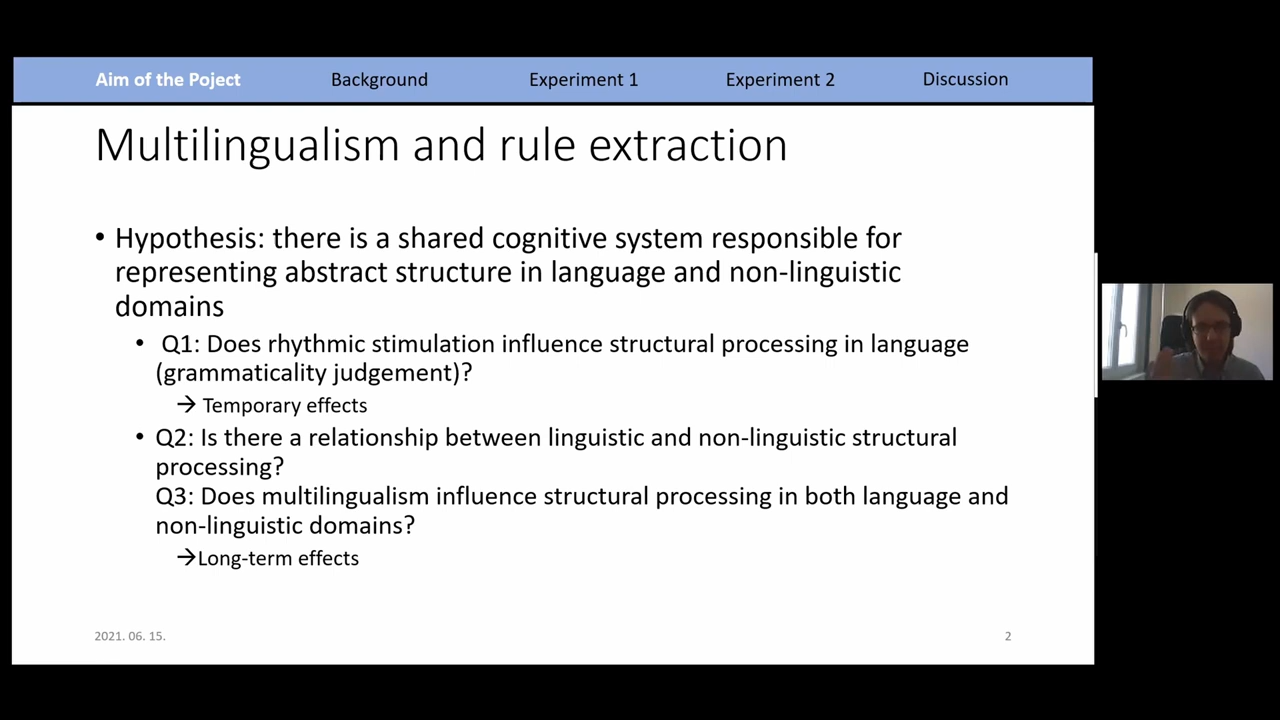 Aim of the Poject Background Experiment 1 Experiment 2 Discussion
Multilingualism and rule extraction
• Hypothesis: there is a shared cognitive system responsible for
representing abstract structure in language and non-linguistic
domains
• Q1: Does rhythmic stimulation influence structural processing in language
(grammaticality judgement)?
→ Temporary effects
• Q2: Is there a relationship between linguistic and non-linguistic structural
processing?
Q3: Does multilingualism influence structural processing in both language and
non-linguistic domains?
→Long-term effects
2021. 06. 15. 2